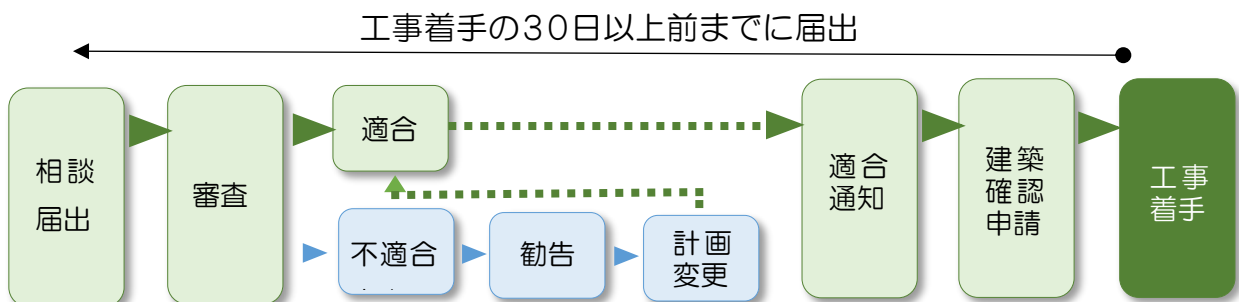 工事着手の30日以上前までに届出
相談
届出
審査
適合
不適合
勧告
計画
変更
適合
通知
建築
確認
申請
工事
着手